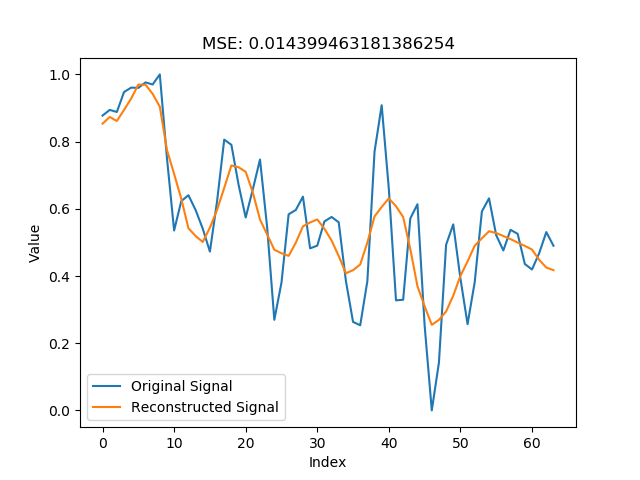 MSE: 0.014399463181386254
1.0
0.8
0.6
0.4
0.2
0.0
Value
Original Signal
Reconstructed Signal
0 10 20 30 40 50 60
Index